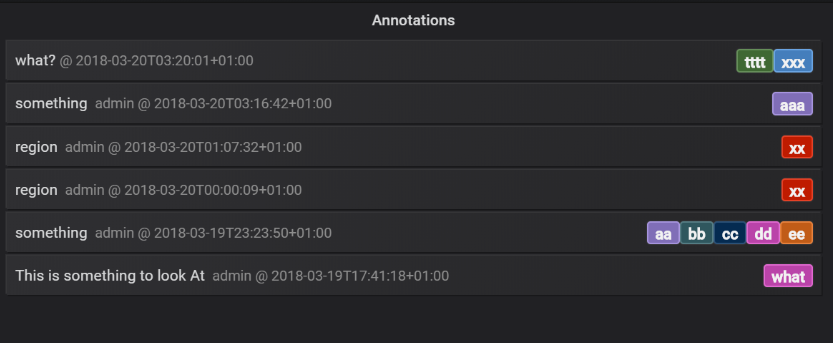 Annotations
what? @ 2018-03-20T03:20:01+01:00 tttt xxx
something admin @ 2018-03-20T03:16:42+01:00 aaa
region admin @ 2018-03-20T01:07:32+01:00 xx
region admin @ 2018-03-20T00:00:09+01:00 xx
something admin @ 2018-03-19T23:23:50+01:00 aa bb cc dd ee
This is something to look At admin @ 2018-03-19T17:41:18+01:00 what